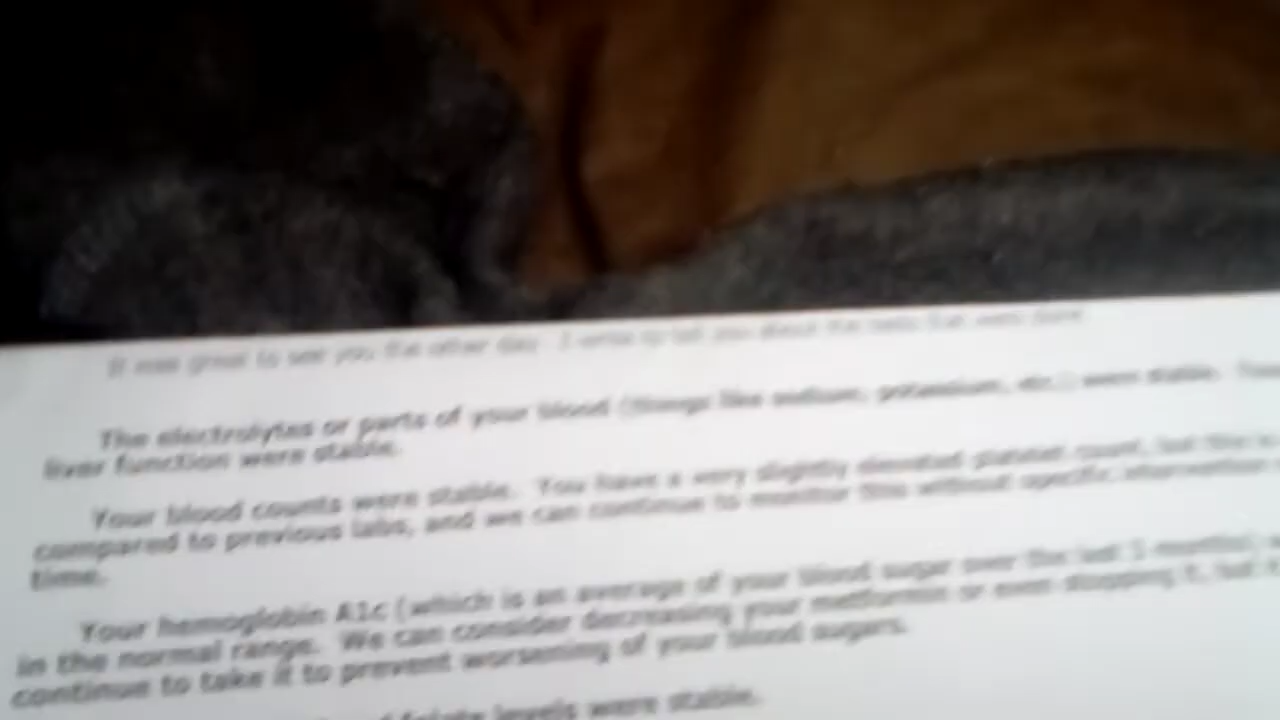 It was great to see you the other day. I write to tell you about the tests that were done.
The electrolytes or parts of your blood (things like sodium, potassium, etc.) were stable. Your
liver function were stable.
Your blood counts were stable. You have a very slightly elevated platelet count, but this is
compared to previous labs, and we can continue to monitor this without specific intervention
time.
Your hemoglobin A1c (which is an average of your blood sugar over the last 3 months)
in the normal range. We can consider decreasing your metformin or even stopping it, but
continue to take it to prevent worsening of your blood sugars.
folate levels were stable.